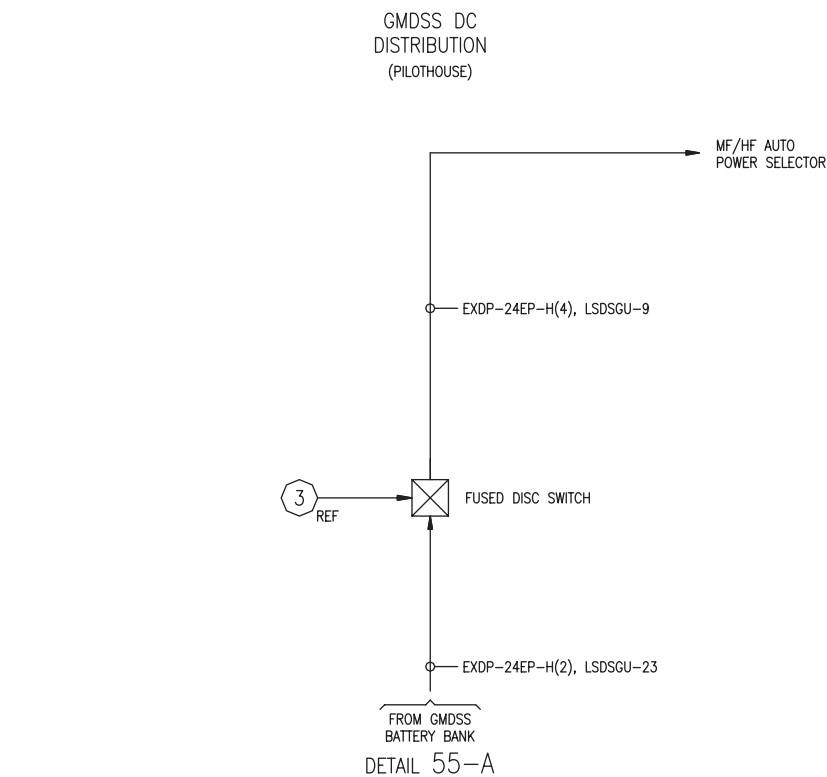 GMDSS DC
DISTRIBUTION
(PILOTHOUSE)
MF/HF AUTO
POWER SELECTOR
EXDP-24EP-H(4), LSDSGU-9
3
REF
FUSED DISC SWITCH
EXDP-24EP-H(2), LSDSGU-23
FROM GMDSS
BATTERY BANK
DETAIL 55-A